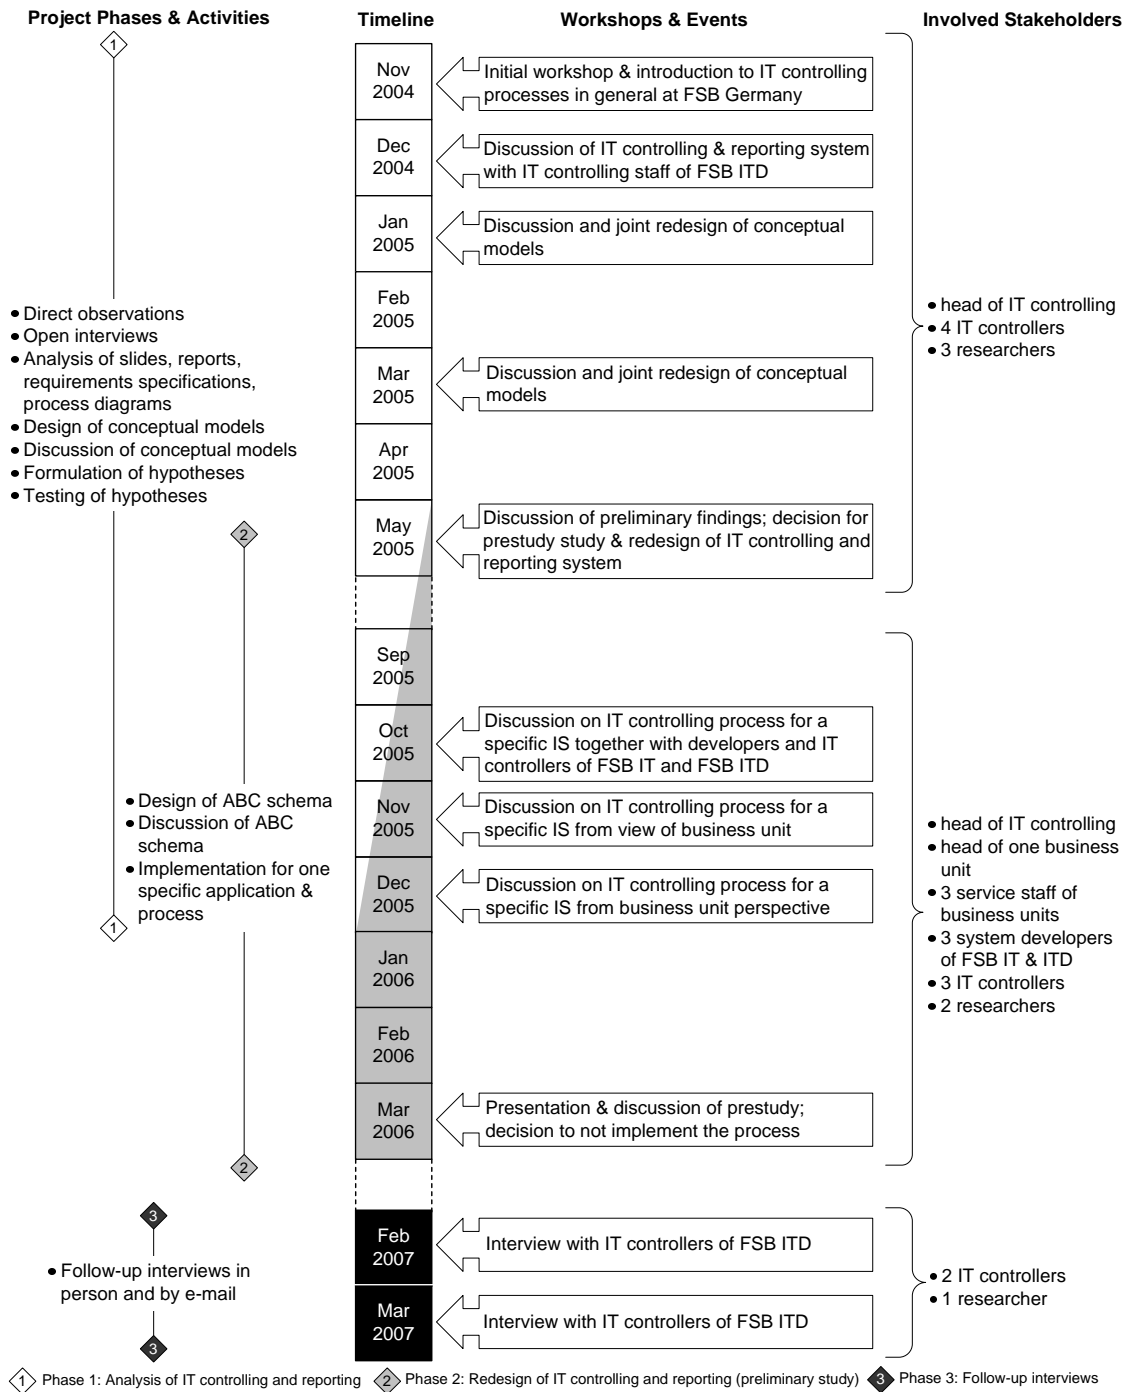 Project Phases & Activities
Timeline
Workshops & Events
Involved Stakeholders
1
Nov
2004
Initial workshop & introduction to IT controlling
processes in general at FSB Germany
Dec
2004
Discussion of IT controlling & reporting system
with IT controlling staff of FSB ITD
Jan
2005
Discussion and joint redesign of conceptual
models
Feb
2005
• Direct observations
• Open interviews
• Analysis of slides, reports,
requirements specifications,
process diagrams
• Design of conceptual models
• Discussion of conceptual models
• Formulation of hypotheses
• Testing of hypotheses
• head of IT controlling
• 4 IT controllers
• 3 researchers
Mar
2005
Discussion and joint redesign of conceptual
models
Apr
2005
May
2005
Discussion of preliminary findings; decision for
prestudy study & redesign of IT controlling and
reporting system
2
Sep
2005
Oct
2005
Discussion on IT controlling process for a
specific IS together with developers and IT
controllers of FSB IT and FSB ITD
• Design of ABC schema
• Discussion of ABC
schema
• Implementation for one
specific application &
process
Nov
2005
Discussion on IT controlling process for a
specific IS from view of business unit
Dec
2005
Discussion on IT controlling process for a
specific IS from business unit perspective
• head of IT controlling
• head of one business
unit
• 3 service staff of
business units
• 3 system developers
of FSB IT & ITD
• 3 IT controllers
• 2 researchers
1
Jan
2006
Feb
2006
Mar
2006
Presentation & discussion of prestudy;
decision to not implement the process
2
3
Feb
2007
Interview with IT controllers of FSB ITD
• Follow-up interviews in
person and by e-mail
• 2 IT controllers
• 1 researcher
Mar
2007
Interview with IT controllers of FSB ITD
3
1 Phase 1: Analysis of IT controlling and reporting 2 Phase 2: Redesign of IT controlling and reporting (preliminary study) 3 Phase 3: Follow-up interviews